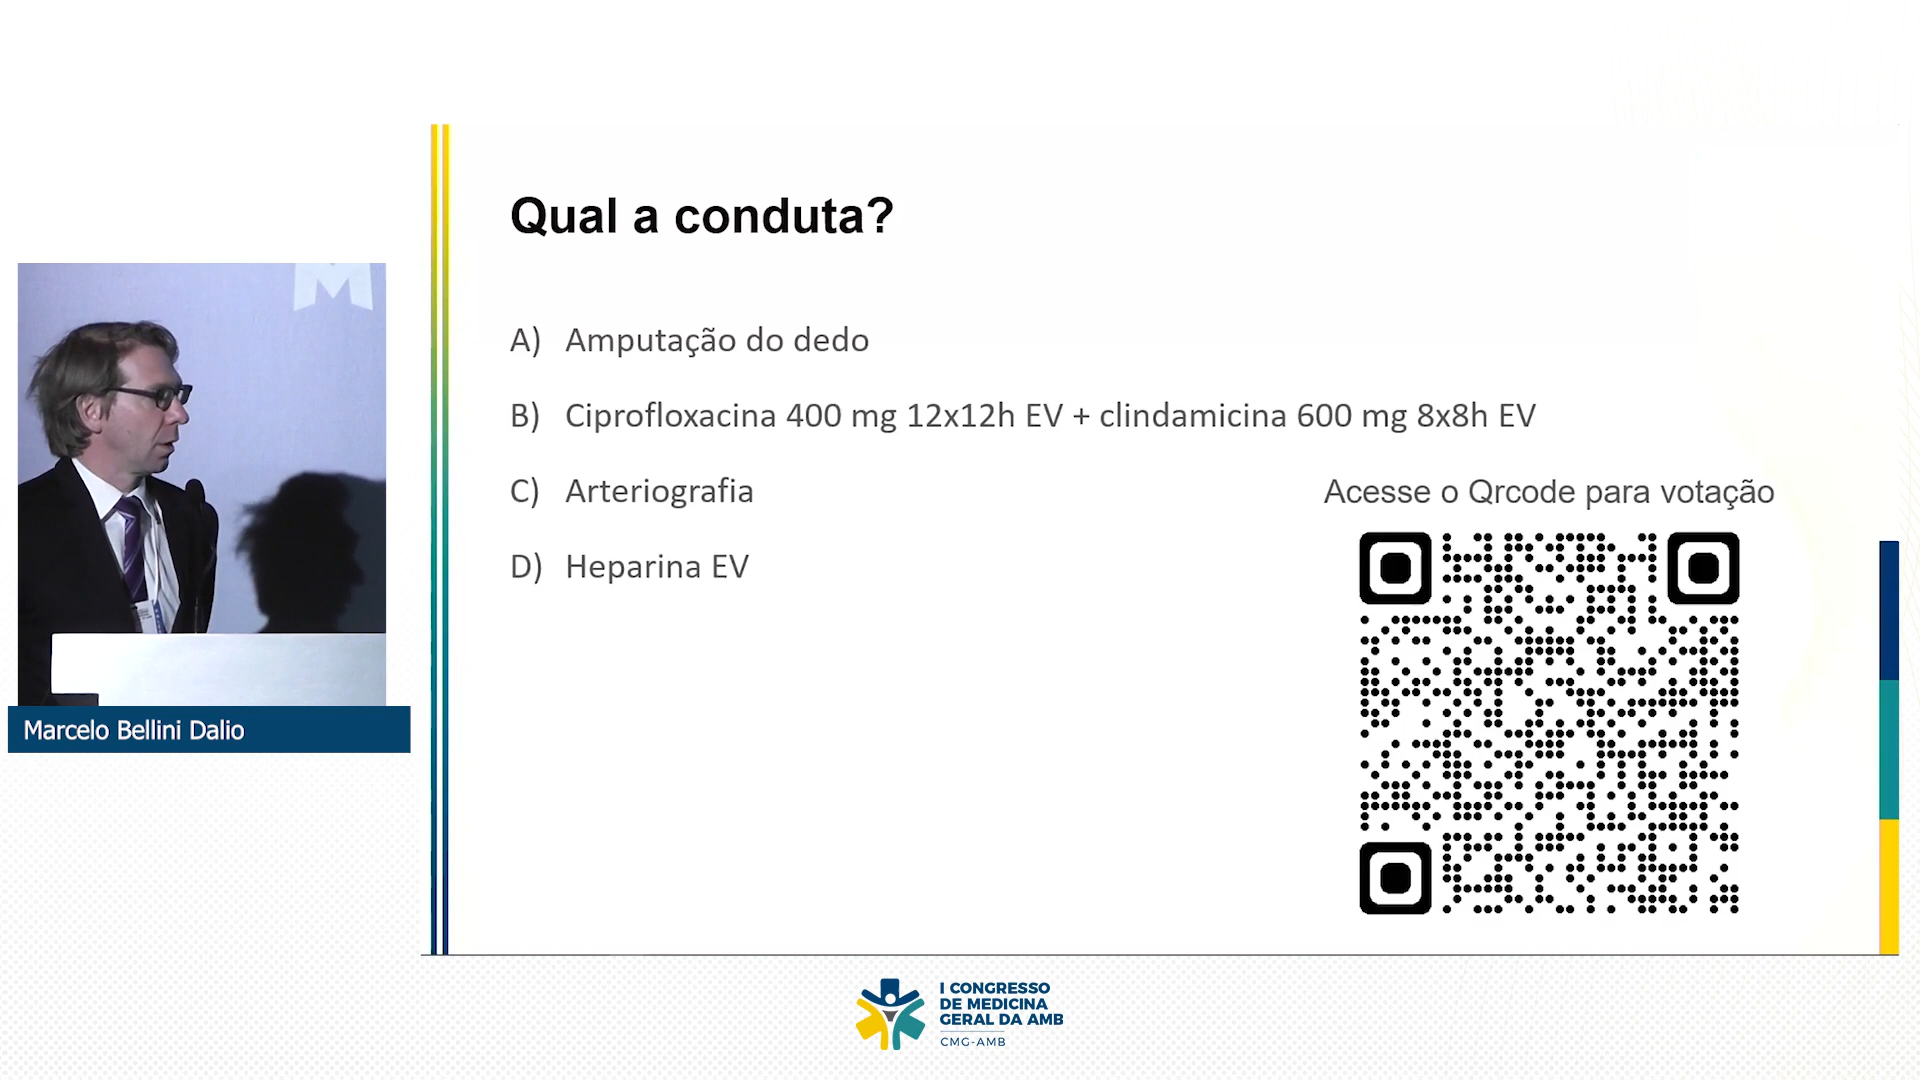 Qual a conduta?
A) Amputação do dedo
B) Ciprofloxacina 400 mg 12x12h EV + clindamicina 600 mg 8x8h EV
C) Arteriografia
D) Heparina EV
Acesse o Qrcode para votação
M
Marcelo Bellini Dalio
I CONGRESSO
DE MEDICINA
GERAL DA AMB
CMG-AMB